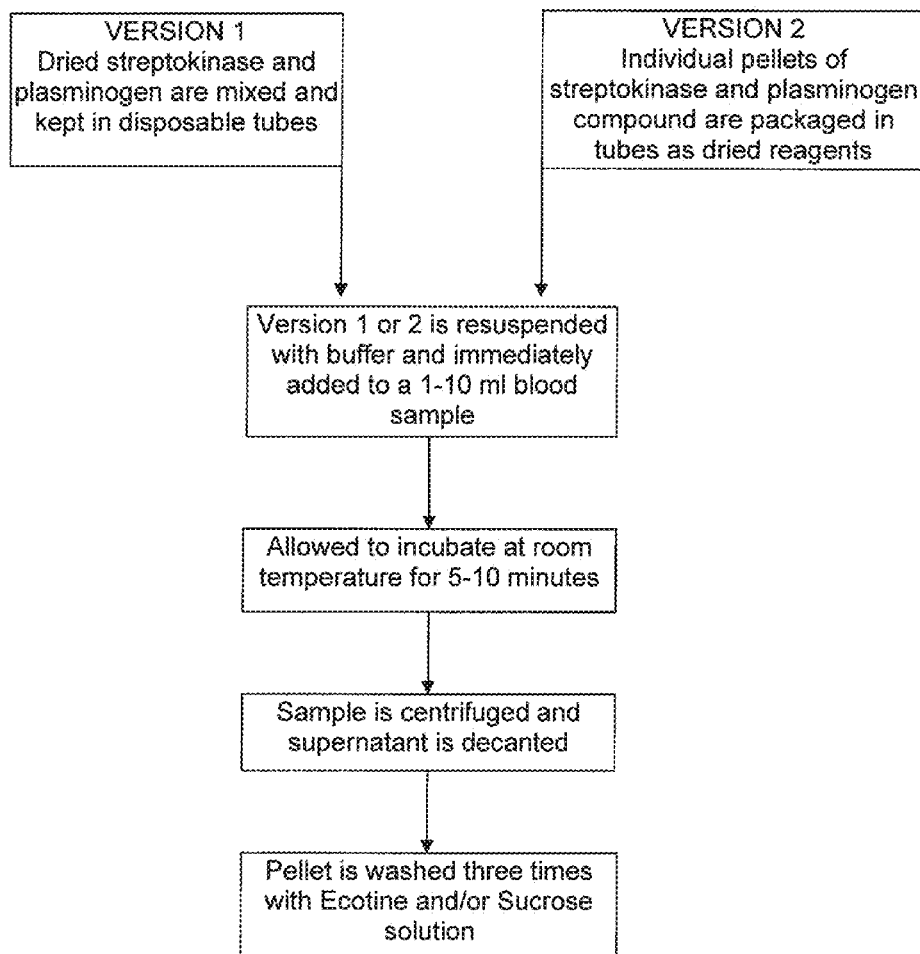 VERSION 1
Dried streptokinase and
plasminogen are mixed and
kept in disposable tubes
VERSION 2
Individual pellets of
streptokinase and plasminogen
compound are packaged in
tubes as dried reagents
Version 1 or 2 is resuspended
with buffer and immediately
added to a 1-10 ml blood
sample
Allowed to incubate at room
temperature for 5-10 minutes
Sample is centrifuged and
supernatant is decanted
Pellet is washed three times
with Ecotine and/or Sucrose
solution